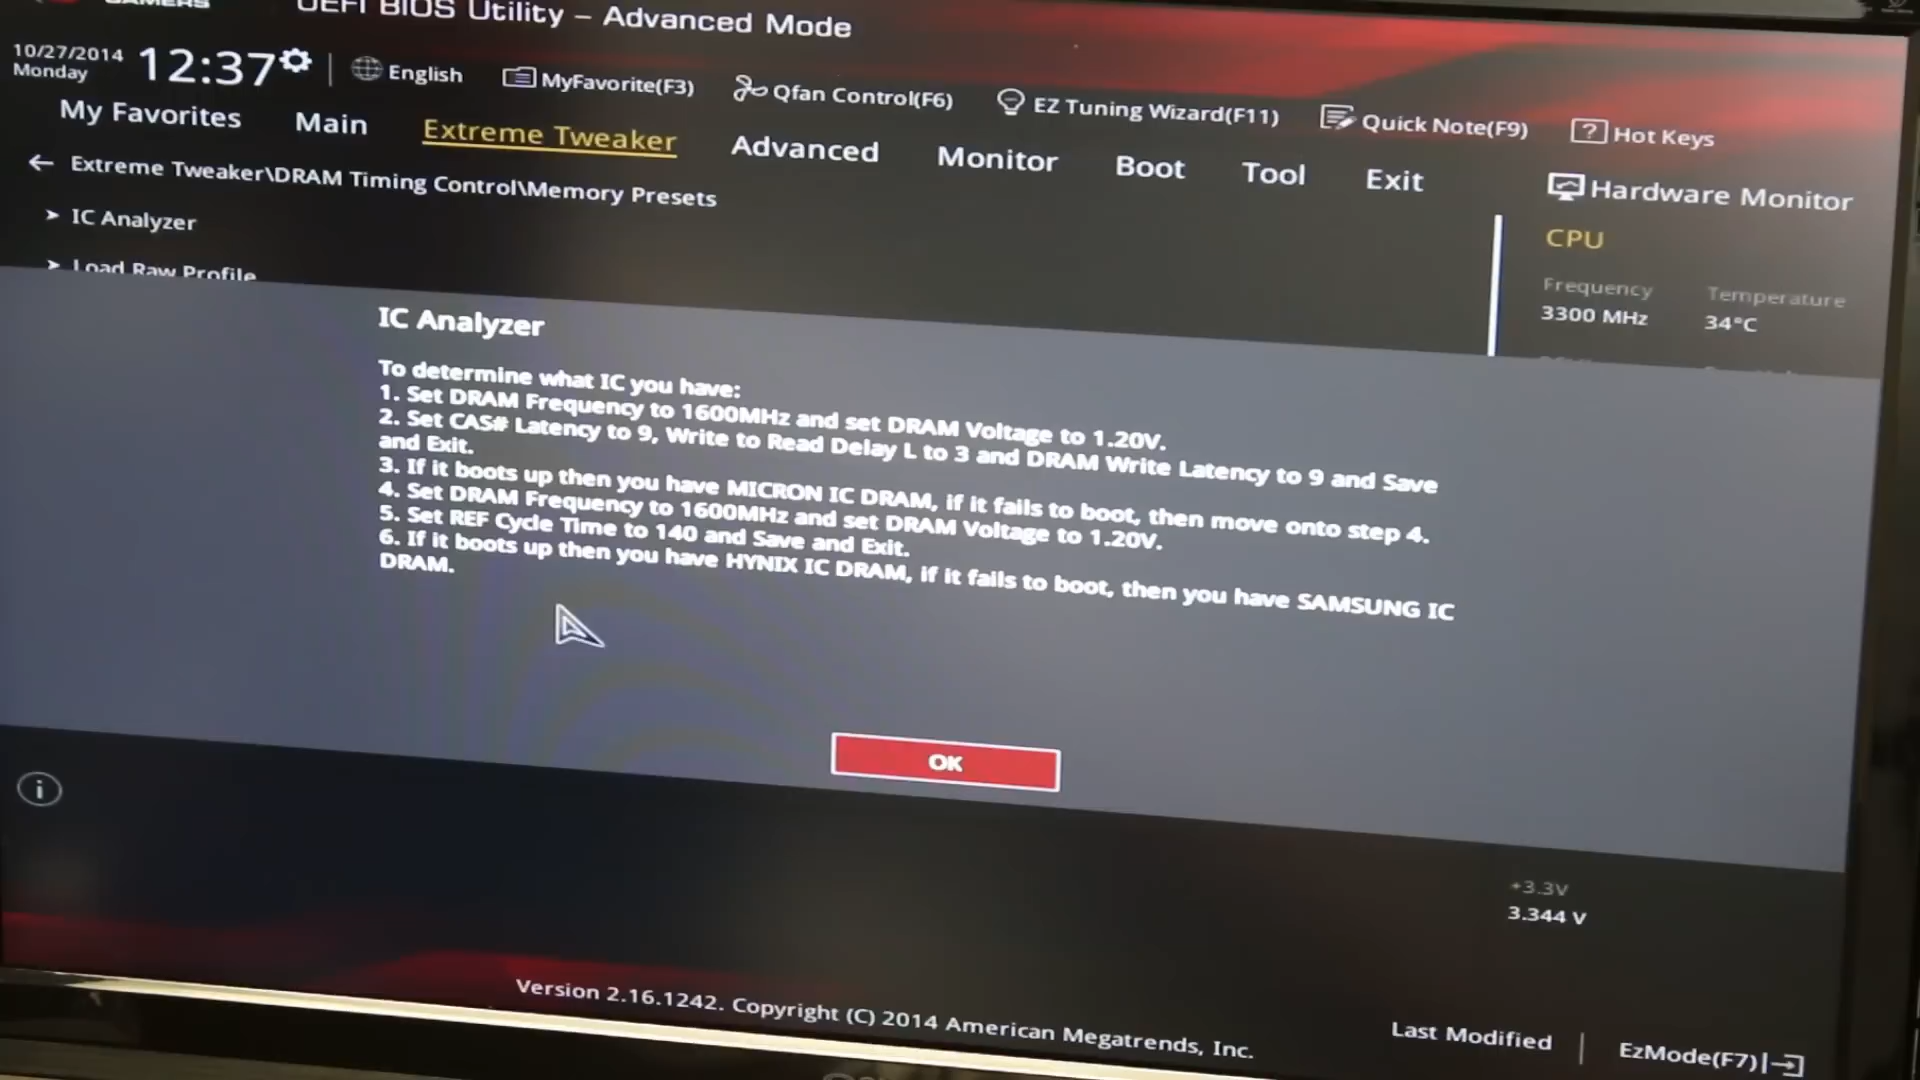 GAMERS
UEFI BIOS Utility – Advanced Mode
10/27/2014
Monday
12:37
English
MyFavorite(F3)
Qfan Control(F6)
EZ Tuning Wizard(F11)
Quick Note(F9)
? Hot Keys
My Favorites
Main
Extreme Tweaker
Advanced
Monitor
Boot
Tool
Exit
Hardware Monitor
← Extreme Tweaker\DRAM Timing Control\Memory Presets
CPU
➤ IC Analyzer
➤ Load Raw Profile
Frequency
Temperature
3300 MHz
34°C
IC Analyzer
To determine what IC you have:
1. Set DRAM Frequency to 1600MHz and set DRAM Voltage to 1.20V.
2. Set CAS# Latency to 9, Write to Read Delay L to 3 and DRAM Write Latency to 9 and Save
and Exit.
3. If it boots up then you have MICRON IC DRAM, if it fails to boot, then move onto step 4.
4. Set DRAM Frequency to 1600MHz and set DRAM Voltage to 1.20V.
5. Set REF Cycle Time to 140 and Save and Exit.
6. If it boots up then you have HYNIX IC DRAM, if it fails to boot, then you have SAMSUNG IC
DRAM.
OK
i
+3.3V
3.344 V
Version 2.16.1242. Copyright (C) 2014 American Megatrends, Inc.
Last Modified
EzMode(F7)